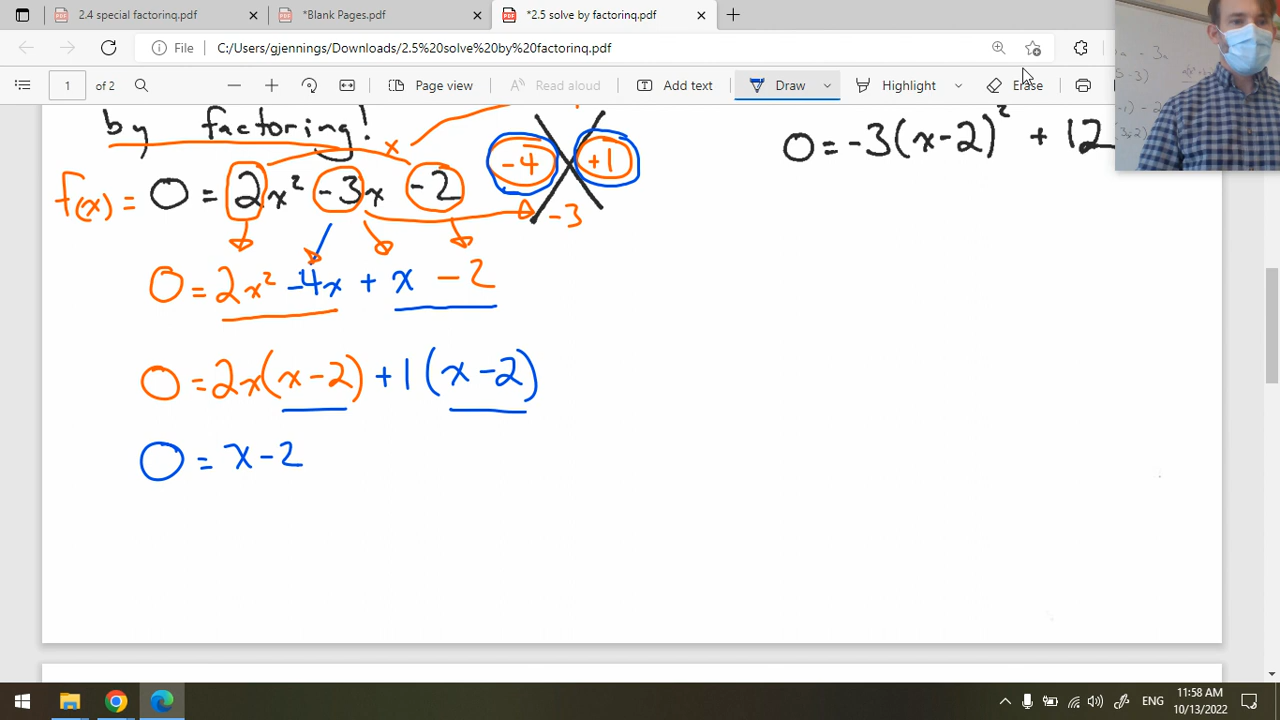 2.4 special factoring.pdf
*Blank Pages.pdf
*2.5 solve by factorinq.pdf
File
C:/Users/gjennings/Downloads/2.5%20solve%20by%20factorinq.pdf
1 of 2
Page view
Read aloud
Add text
Draw
Highlight
Erase
by factoring!
x
-4 +1
-3
f(x) = 0 = 2x² -3x -2
0 = 2x² -4x + x - 2
0 = 2x(x-2) + 1(x-2)
0 = x-2
0 = -3(x-2)² + 12
ENG
11:58 AM
10/13/2022